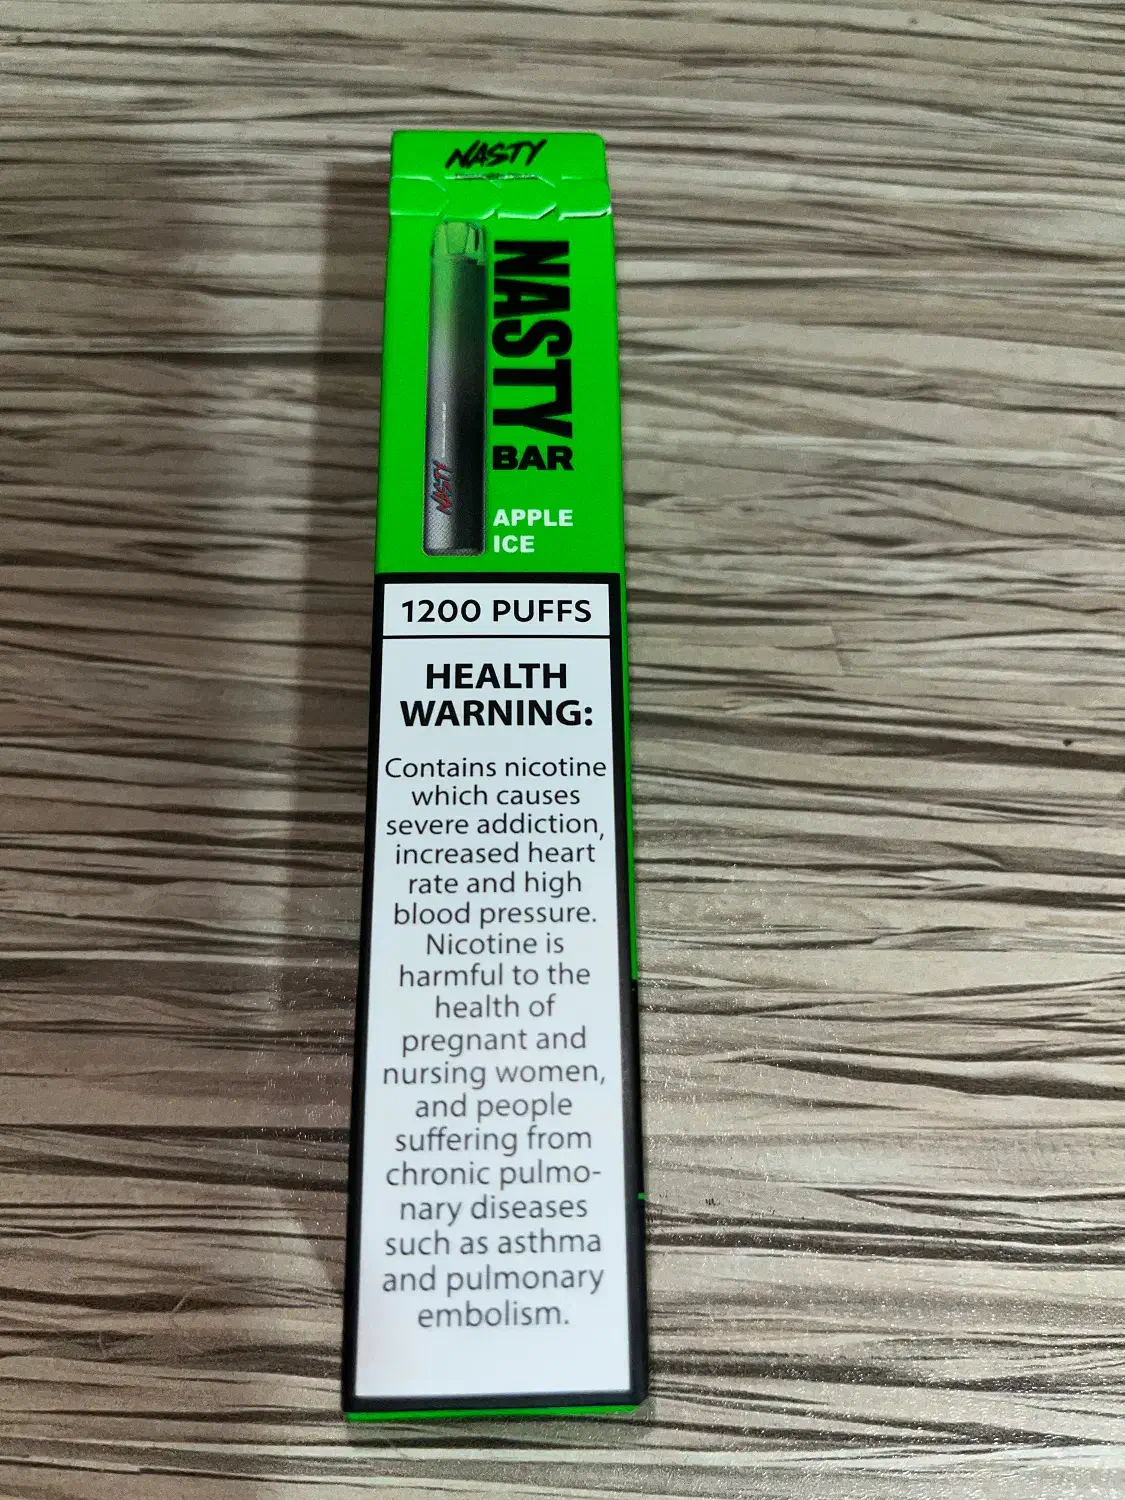 NASTY
NASTY
BAR
NASTY
APPLE
ICE
1200 PUFFS
HEALTH
WARNING:
Contains nicotine
which causes
severe addiction,
increased heart
rate and high
blood pressure.
Nicotine is
harmful to the
health of
pregnant and
nursing women,
and people
suffering from
chronic pulmo-
nary diseases
such as asthma
and pulmonary
embolism.